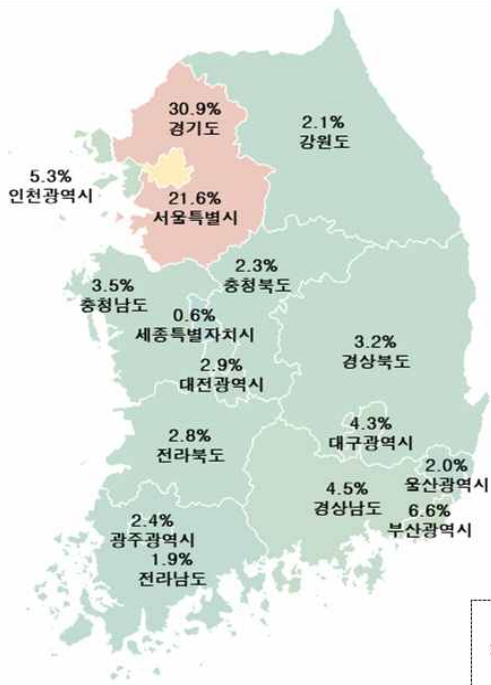 30.9%
경기도
2.1%
강원도
5.3%
인천광역시
21.6%
서울특별시
2.3%
충청북도
3.5%
충청남도
0.6%
세종특별자치시
3.2%
경상북도
2.9%
대전광역시
4.3%
대구광역시
2.8%
전라북도
2.0%
울산광역시
4.5%
경상남도
6.6%
부산광역시
2.4%
광주광역시
1.9%
전라남도